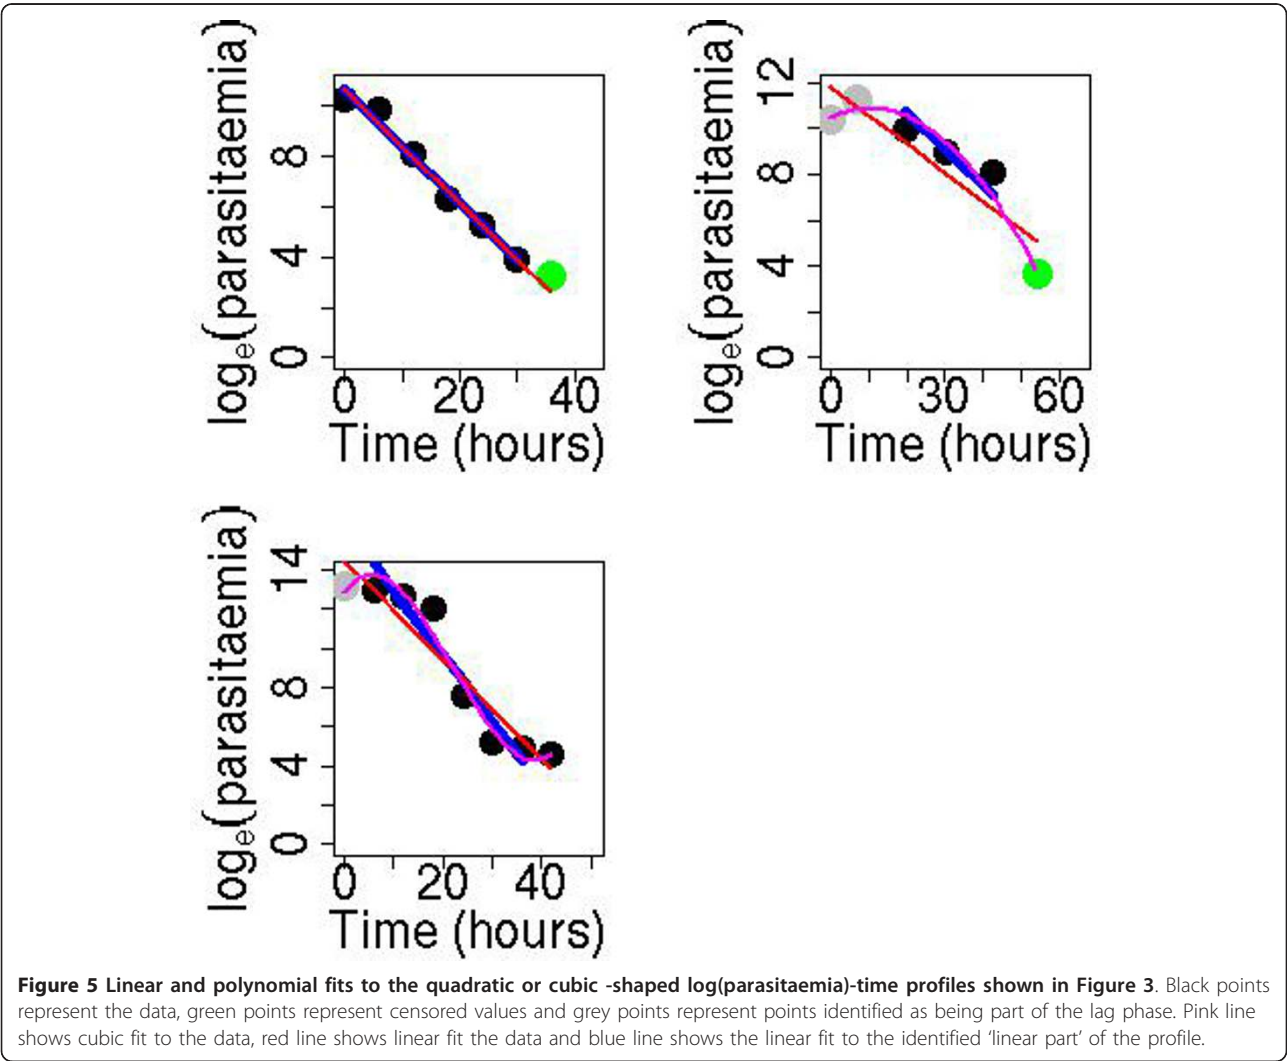 log_e(parasitaemia)
8
4
0
0 20 40
Time (hours)
log_e(parasitaemia)
12
8
4
0
0 30 60
Time (hours)
log_e(parasitaemia)
14
8
4
0
0 20 40
Time (hours)
Figure 5 Linear and polynomial fits to the quadratic or cubic -shaped log(parasitaemia)-time profiles shown in Figure 3. Black points
represent the data, green points represent censored values and grey points represent points identified as being part of the lag phase. Pink line
shows cubic fit to the data, red line shows linear fit the data and blue line shows the linear fit to the identified ‘linear part’ of the profile.